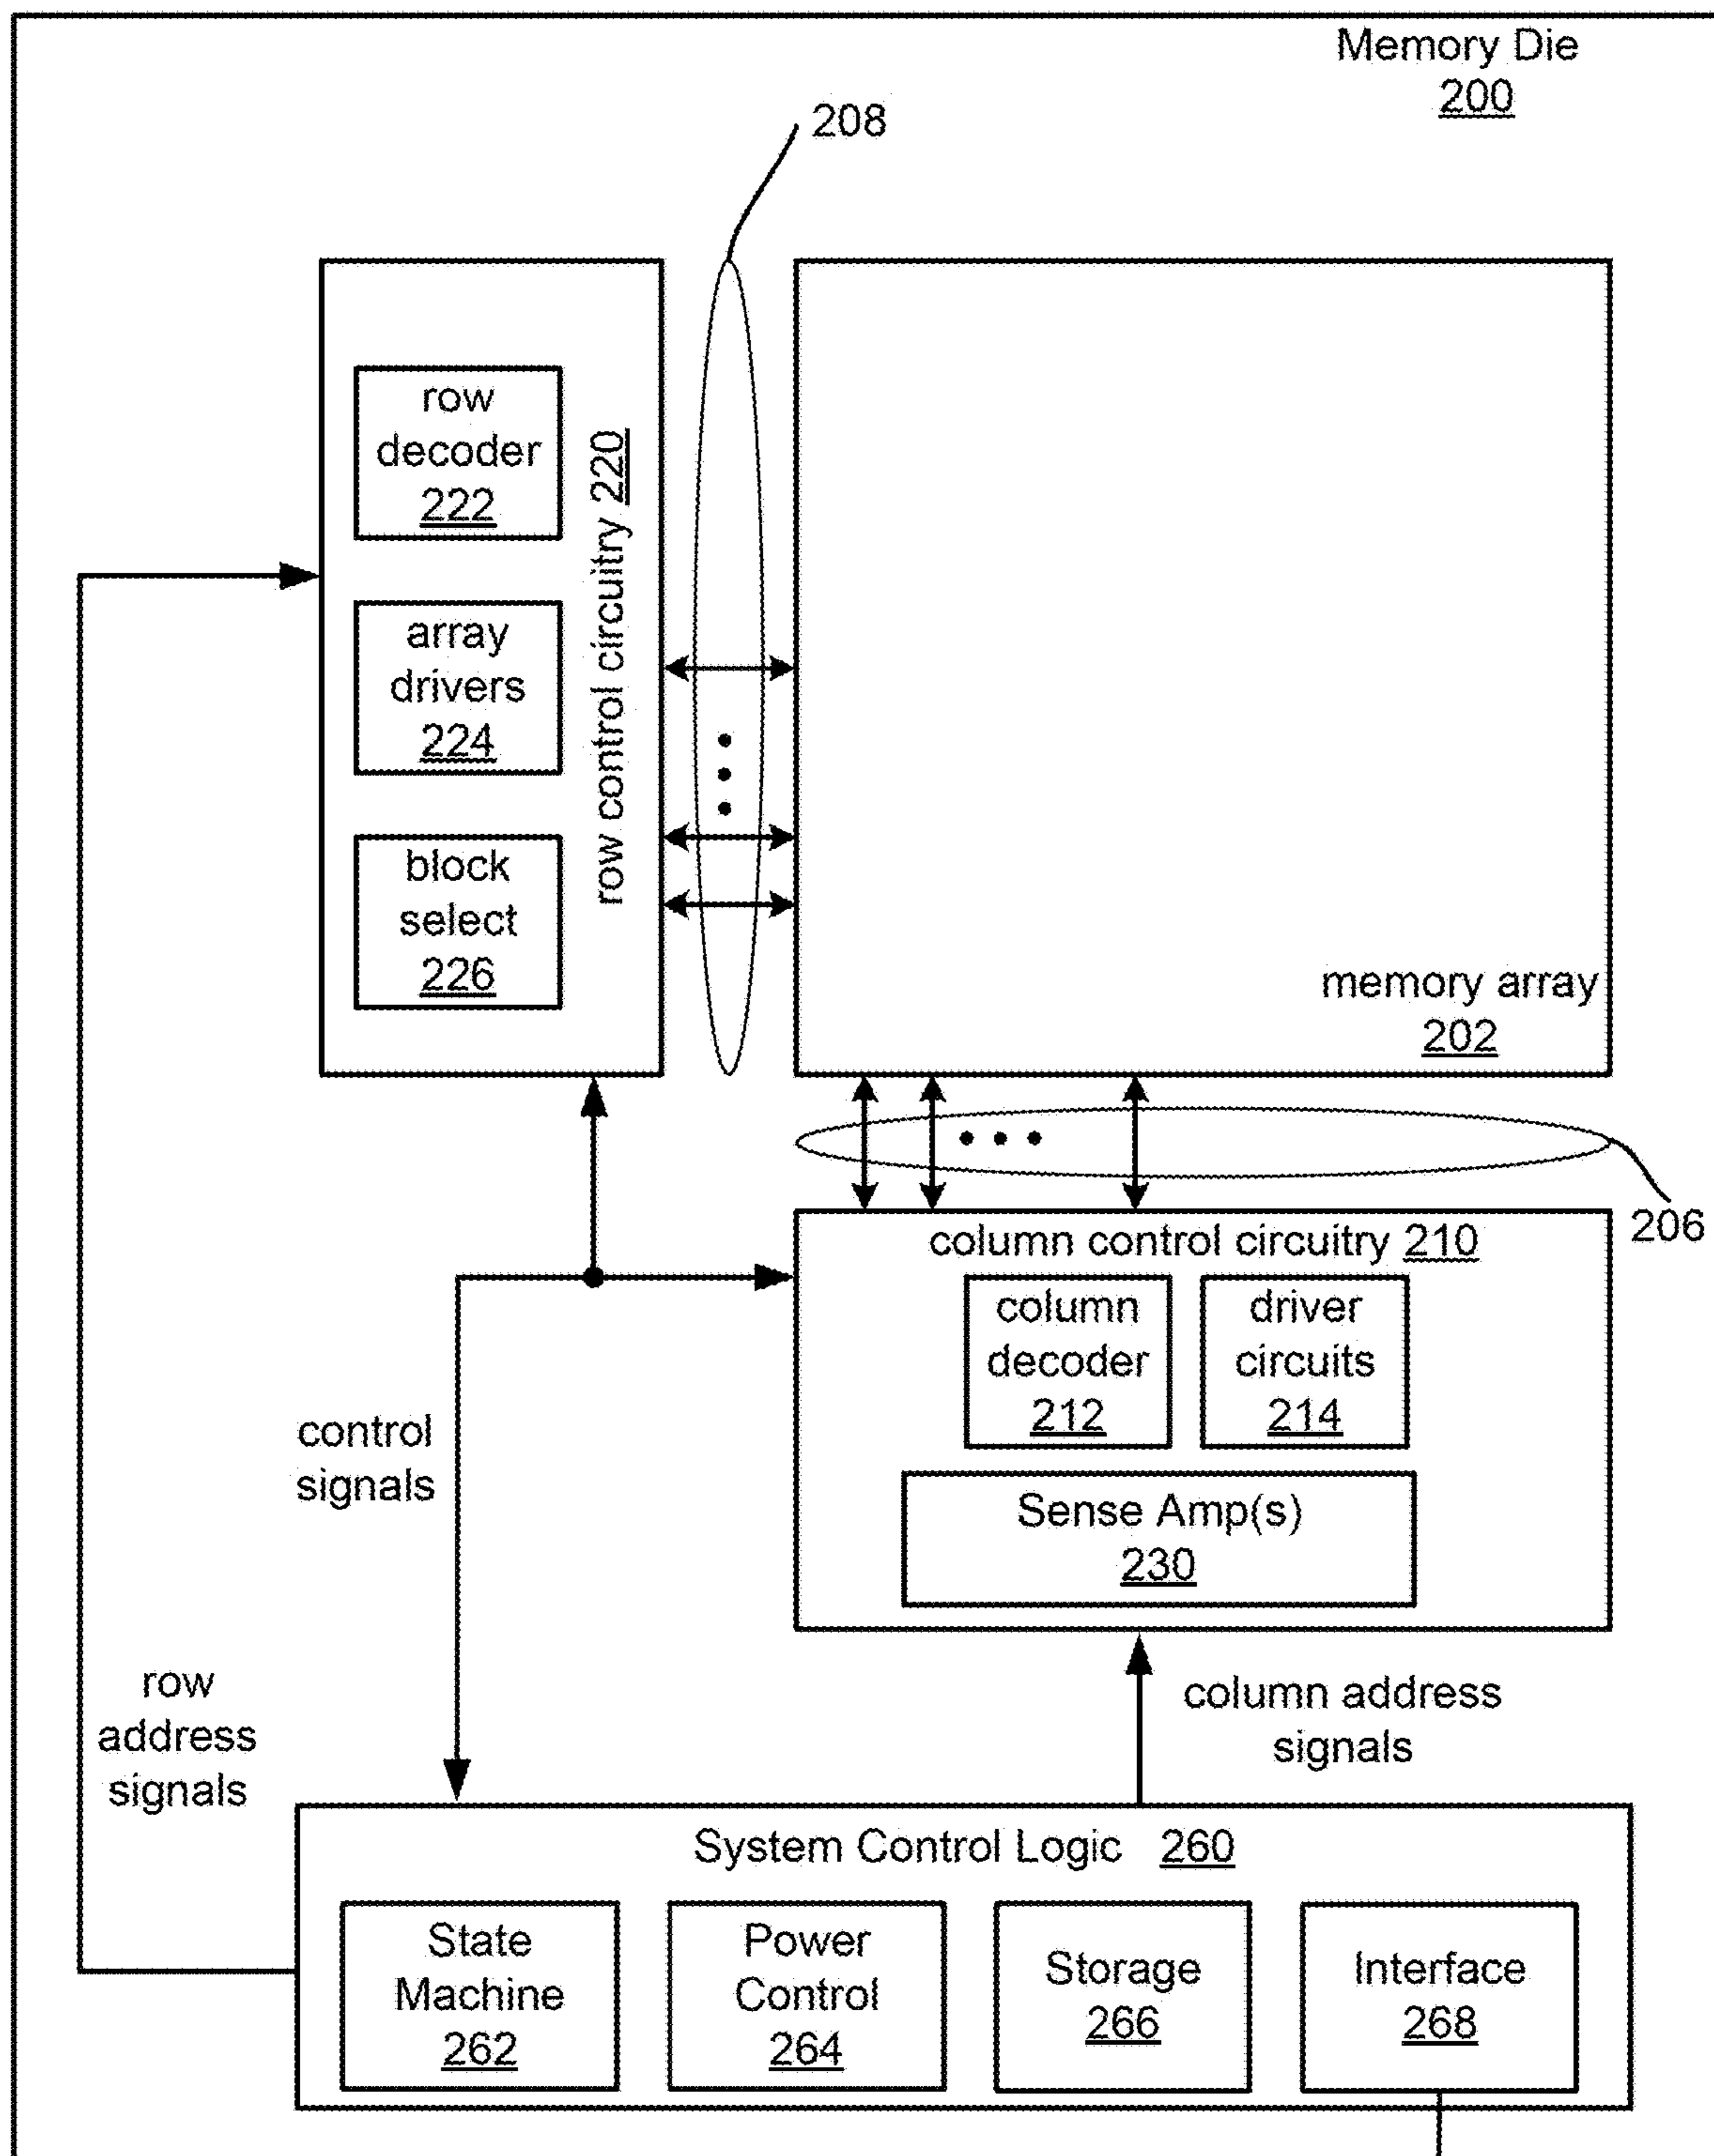 Memory Die
200
208
row
decoder
222
array
drivers
224
block
select
226
row control circuitry 220
memory array
202
206
column control circuitry 210
column
decoder
212
driver
circuits
214
Sense Amp(s)
230
control
signals
row
address
signals
column address
signals
System Control Logic 260
State
Machine
262
Power
Control
264
Storage
266
Interface
268